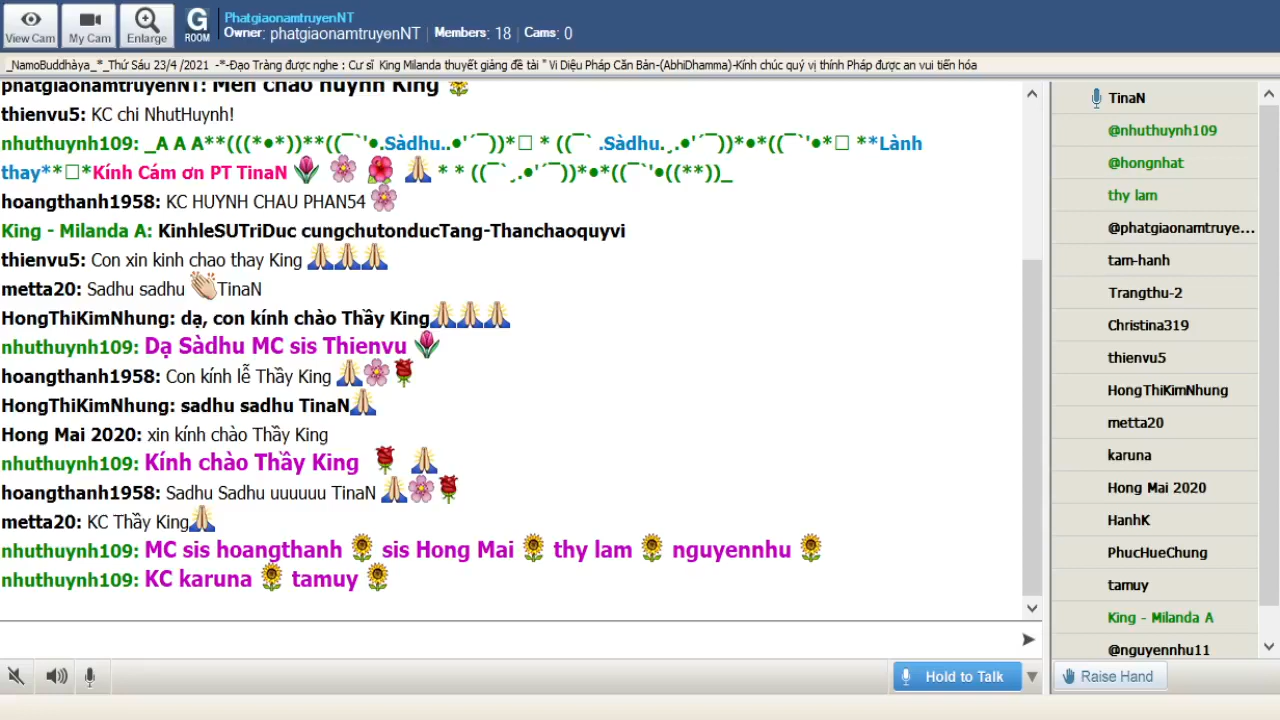 View Cam
My Cam
Enlarge
G
ROOM
PhatgiaonamtruyenNT
Owner: phatgiaonamtruyenNT | Members: 18 | Cams: 0
_NamoBuddhàya_*_Thứ Sáu 23/4 /2021 -*-Đạo Tràng được nghe : Cư sĩ King Milanda thuyết giảng đề tài " Vi Diệu Pháp Căn Bản-(AbhiDhamma)-Kính chúc quý vị thính Pháp được an vui tiến hóa
phatgiaonamtruyenNT: Mến chào huynh King 🌻
thienvu5: KC chi NhutHuynh!
nhuthuynh109: _A A A**(((*•*))**((¯`'•.Sàdhu..•'´¯))*□ * ((¯` .Sàdhu.¸.•'´¯))*•*((¯`'•*□ **Lành
thay**□*Kính Cám ơn PT TinaN 🌷 🌸 🌺 🙏 * * ((¯`¸.•'´¯))*•*((¯`'•((**))_
hoangthanh1958: KC HUYNH CHAU PHAN54 🌸
King - Milanda A: KinhleSUTriDuc cungchutonducTang-Thanchaoquyvi
thienvu5: Con xin kinh chao thay King 🙏🙏🙏
metta20: Sadhu sadhu 👏TinaN
HongThiKimNhung: dạ, con kính chào Thầy King🙏🙏🙏
nhuthuynh109: Dạ Sàdhu MC sis Thienvu 🌷
hoangthanh1958: Con kính lễ Thầy King 🙏🌸🌹
HongThiKimNhung: sadhu sadhu TinaN🙏
Hong Mai 2020: xin kính chào Thầy King
nhuthuynh109: Kính chào Thầy King 🌹 🙏
hoangthanh1958: Sadhu Sadhu uuuuuu TinaN 🙏🌸🌹
metta20: KC Thầy King🙏
nhuthuynh109: MC sis hoangthanh 🌻 sis Hong Mai 🌻 thy lam 🌻 nguyennhu 🌻
nhuthuynh109: KC karuna 🌻 tamuy 🌻
Hold to Talk
TinaN
@nhuthuynh109
@hongnhat
thy lam
@phatgiaonamtruye...
tam-hanh
Trangthu-2
Christina319
thienvu5
HongThiKimNhung
metta20
karuna
Hong Mai 2020
HanhK
PhucHueChung
tamuy
King - Milanda A
@nguyennhu11
Raise Hand